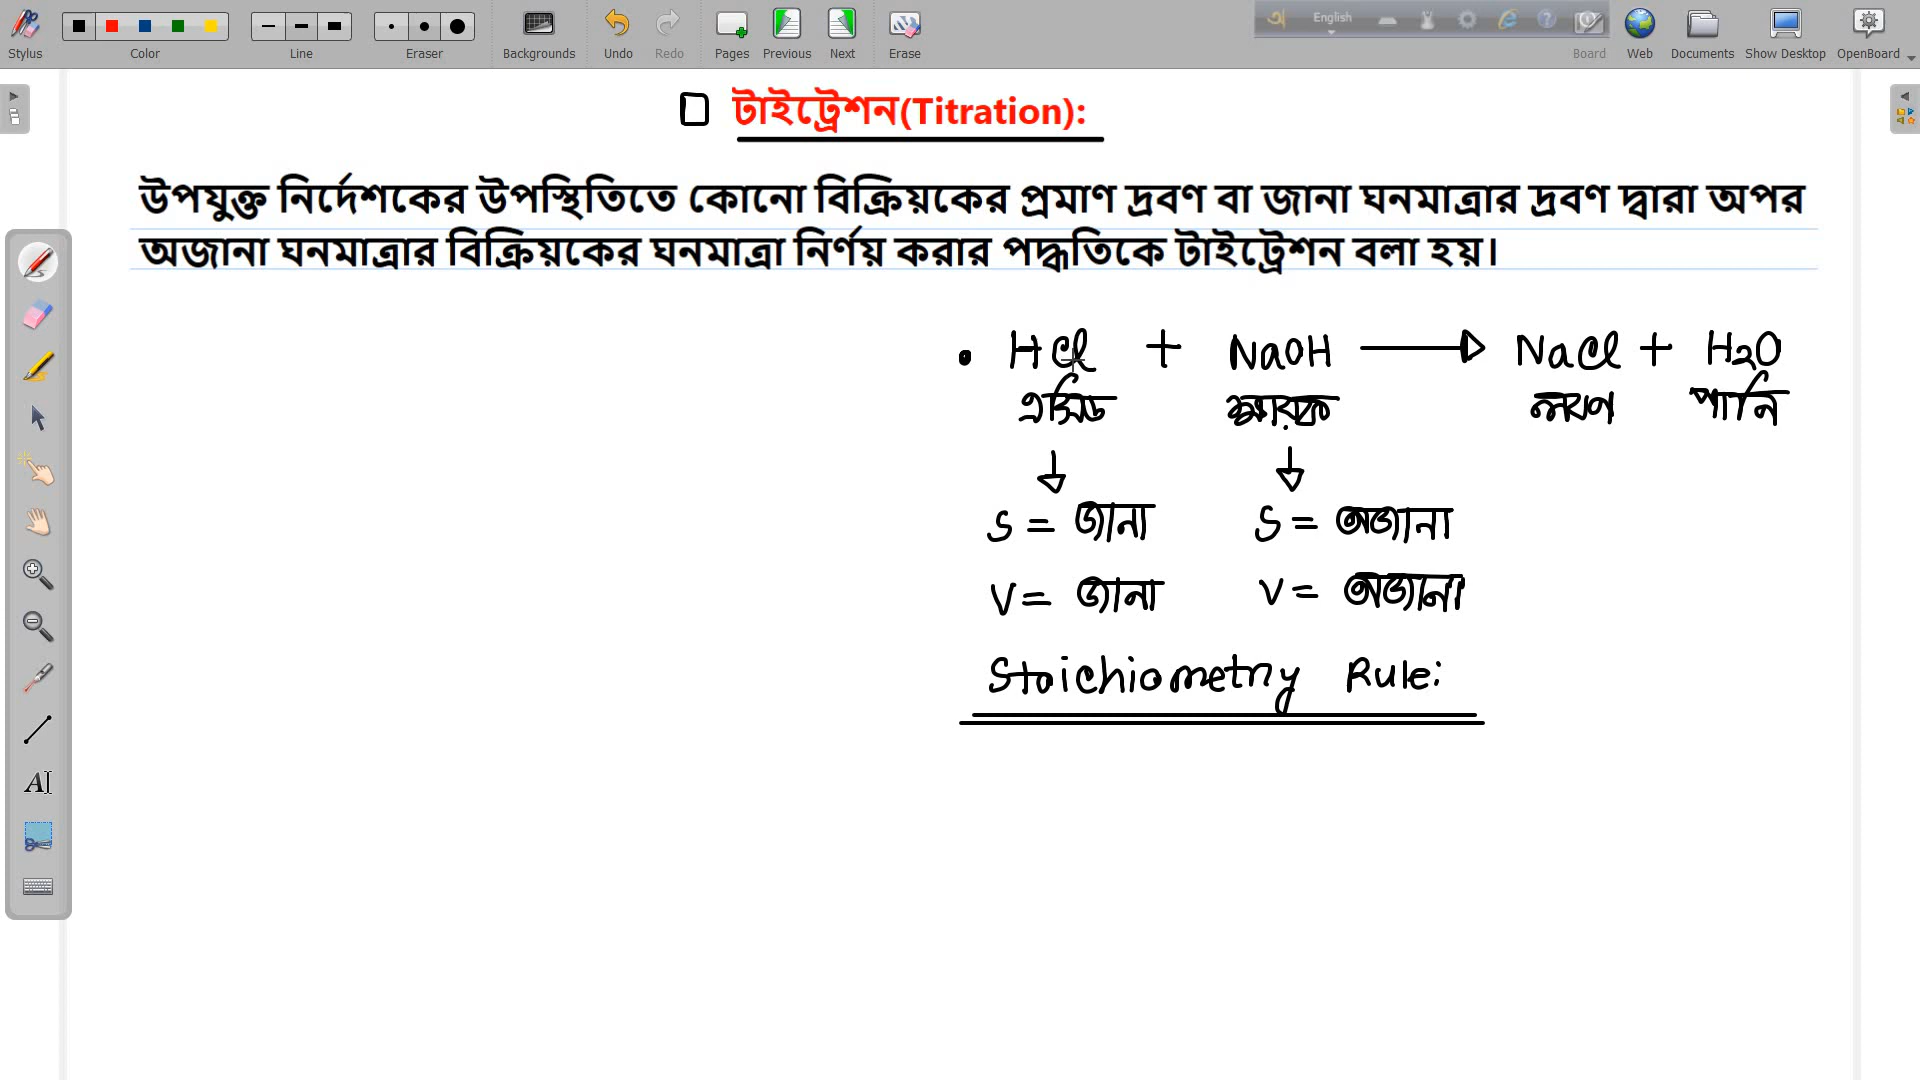 Stylus Color Line Eraser Backgrounds Undo Redo Pages Previous Next Erase English Board Web Documents Show Desktop OpenBoard
টাইট্রেশন(Titration):
উপযুক্ত নির্দেশকের উপস্থিতিতে কোনো বিক্রিয়কের প্রমাণ দ্রবণ বা জানা ঘনমাত্রার দ্রবণ দ্বারা অপর
অজানা ঘনমাত্রার বিক্রিয়কের ঘনমাত্রা নির্ণয় করার পদ্ধতিকে টাইট্রেশন বলা হয়।
• HCl + NaOH → NaCl + H2O
এসিড ক্ষারক লবণ পানি
S = জানা S = অজানা
V = জানা V = অজানা
Stoichiometry Rule: